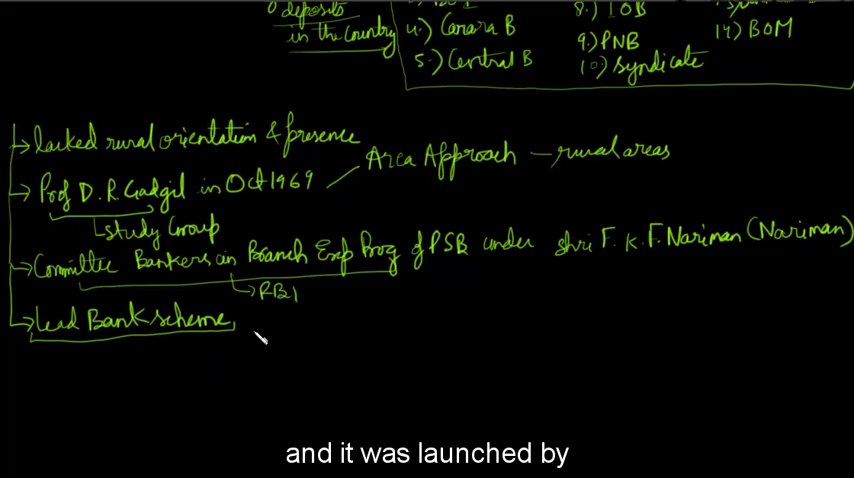 deposits 8.) IOB
in the Country 4.) Canara B 9.) PNB 14) BOM
5.) Central B 10) Syndicate
→ lacked rural orientation & presence
→ Prof D. R. Gadgil in Oct 1969 Area Approach — rural areas
study Group
→ Committee Bankers on Branch Exp Prog of PSB under Shri F. K. F. Nariman (Nariman)
→ RBI
→ Lead Bank scheme,
and it was launched by